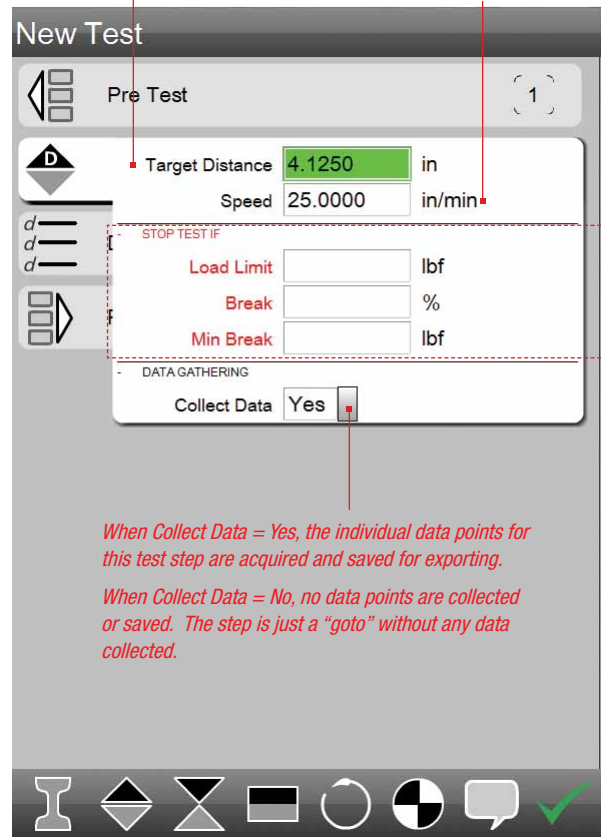 New Test
Pre Test 1
D
Target Distance 4.1250 in
Speed 25.0000 in/min
d
d
d
- STOP TEST IF
Load Limit lbf
Break %
Min Break lbf
- DATA GATHERING
Collect Data Yes
When Collect Data = Yes, the individual data points for
this test step are acquired and saved for exporting.
When Collect Data = No, no data points are collected
or saved. The step is just a “goto” without any data
collected.